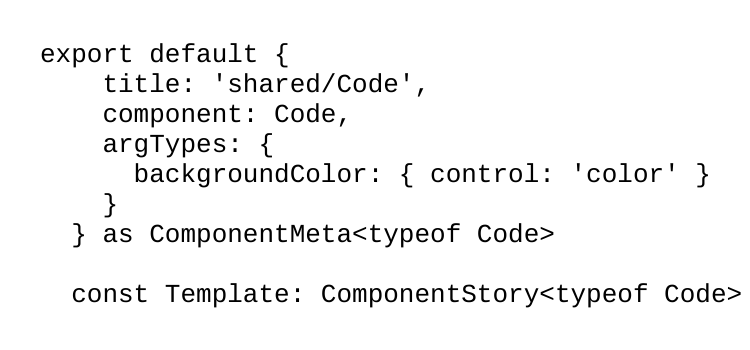 export default {
    title: 'shared/Code',
    component: Code,
    argTypes: {
      backgroundColor: { control: 'color' }
    }
  } as ComponentMeta<typeof Code>

  const Template: ComponentStory<typeof Code>